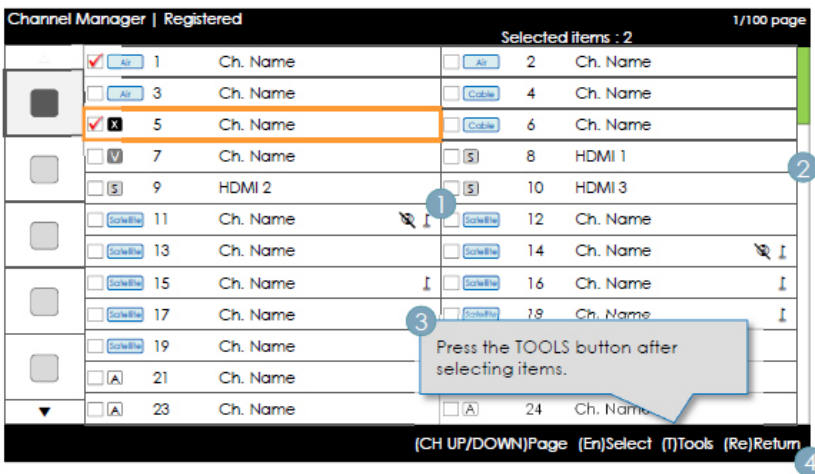 Channel Manager | Registered
1/100 page
Selected items : 2
Air 1 Ch. Name
Air 2 Ch. Name
Air 3 Ch. Name
Cable 4 Ch. Name
X 5 Ch. Name
Cable 6 Ch. Name
V 7 Ch. Name
S 8 HDMI 1
S 9 HDMI 2
S 10 HDMI 3
Satellite 11 Ch. Name
Satellite 12 Ch. Name
Satellite 13 Ch. Name
Satellite 14 Ch. Name
Satellite 15 Ch. Name
Satellite 16 Ch. Name
Satellite 17 Ch. Name
Satellite 18 Ch. Name
Satellite 19 Ch. Name
A 21 Ch. Name
A 23 Ch. Name
A 24 Ch. Name
1
2
3
Press the TOOLS button after
selecting items.
(CH UP/DOWN)Page (En)Select (T)Tools (Re)Return
4